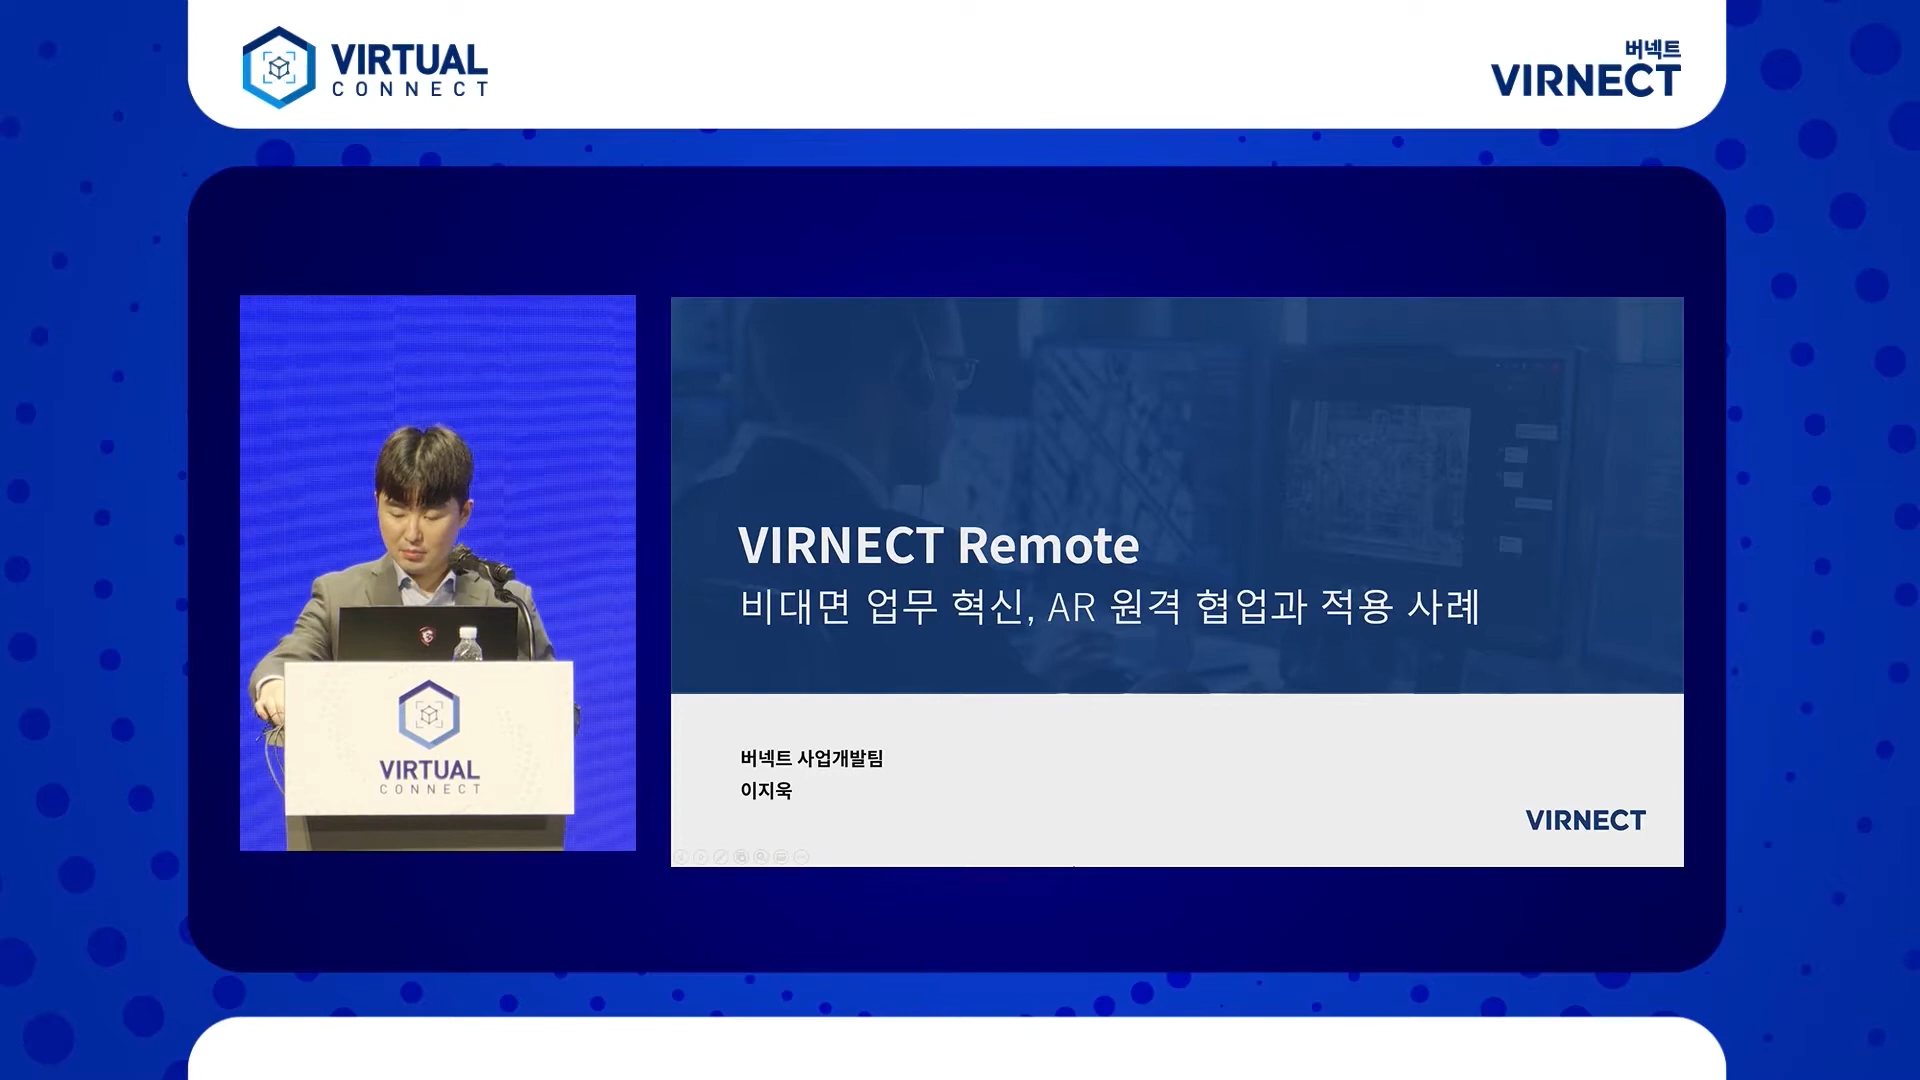 VIRTUAL
CONNECT
버넥트
VIRNECT
VIRNECT Remote
비대면 업무 혁신, AR 원격 협업과 적용 사례
버넥트 사업개발팀
이지욱
VIRNECT
VIRTUAL
CONNECT